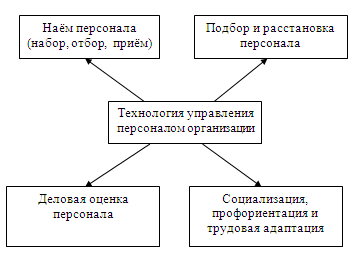 Наём персонала
(набор, отбор, приём)
Подбор и расстановка
персонала
Технология управления
персоналом организации
Деловая оценка
персонала
Социализация,
профориентация и
трудовая адаптация